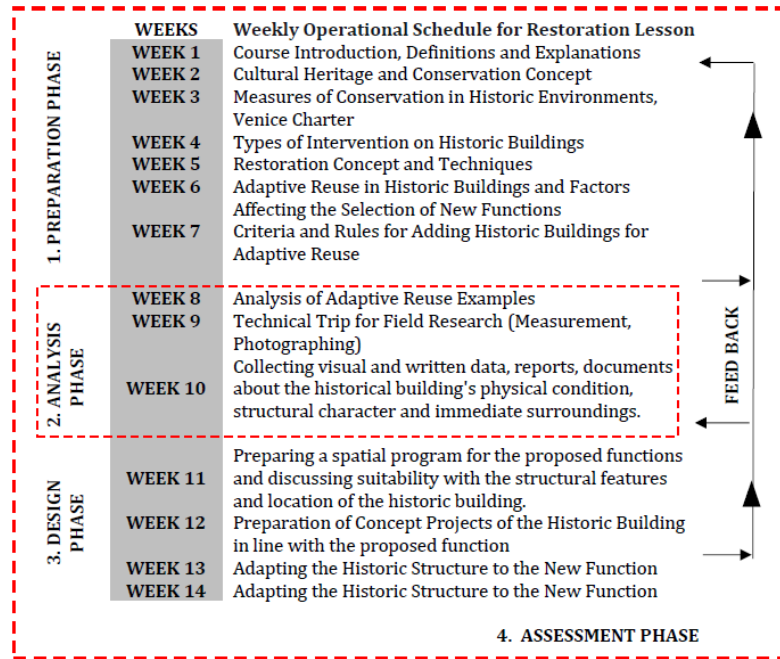 WEEKS Weekly Operational Schedule for Restoration Lesson
1. PREPARATION PHASE
WEEK 1 Course Introduction, Definitions and Explanations
WEEK 2 Cultural Heritage and Conservation Concept
WEEK 3 Measures of Conservation in Historic Environments,
Venice Charter
WEEK 4 Types of Intervention on Historic Buildings
WEEK 5 Restoration Concept and Techniques
WEEK 6 Adaptive Reuse in Historic Buildings and Factors
Affecting the Selection of New Functions
WEEK 7 Criteria and Rules for Adding Historic Buildings for
Adaptive Reuse
2. ANALYSIS
PHASE
WEEK 8 Analysis of Adaptive Reuse Examples
WEEK 9 Technical Trip for Field Research (Measurement,
Photographing)
Collecting visual and written data, reports, documents
WEEK 10 about the historical building's physical condition,
structural character and immediate surroundings.
FEED BACK
3. DESIGN
PHASE
Preparing a spatial program for the proposed functions
WEEK 11 and discussing suitability with the structural features
and location of the historic building.
WEEK 12 Preparation of Concept Projects of the Historic Building
in line with the proposed function
WEEK 13 Adapting the Historic Structure to the New Function
WEEK 14 Adapting the Historic Structure to the New Function
4. ASSESSMENT PHASE